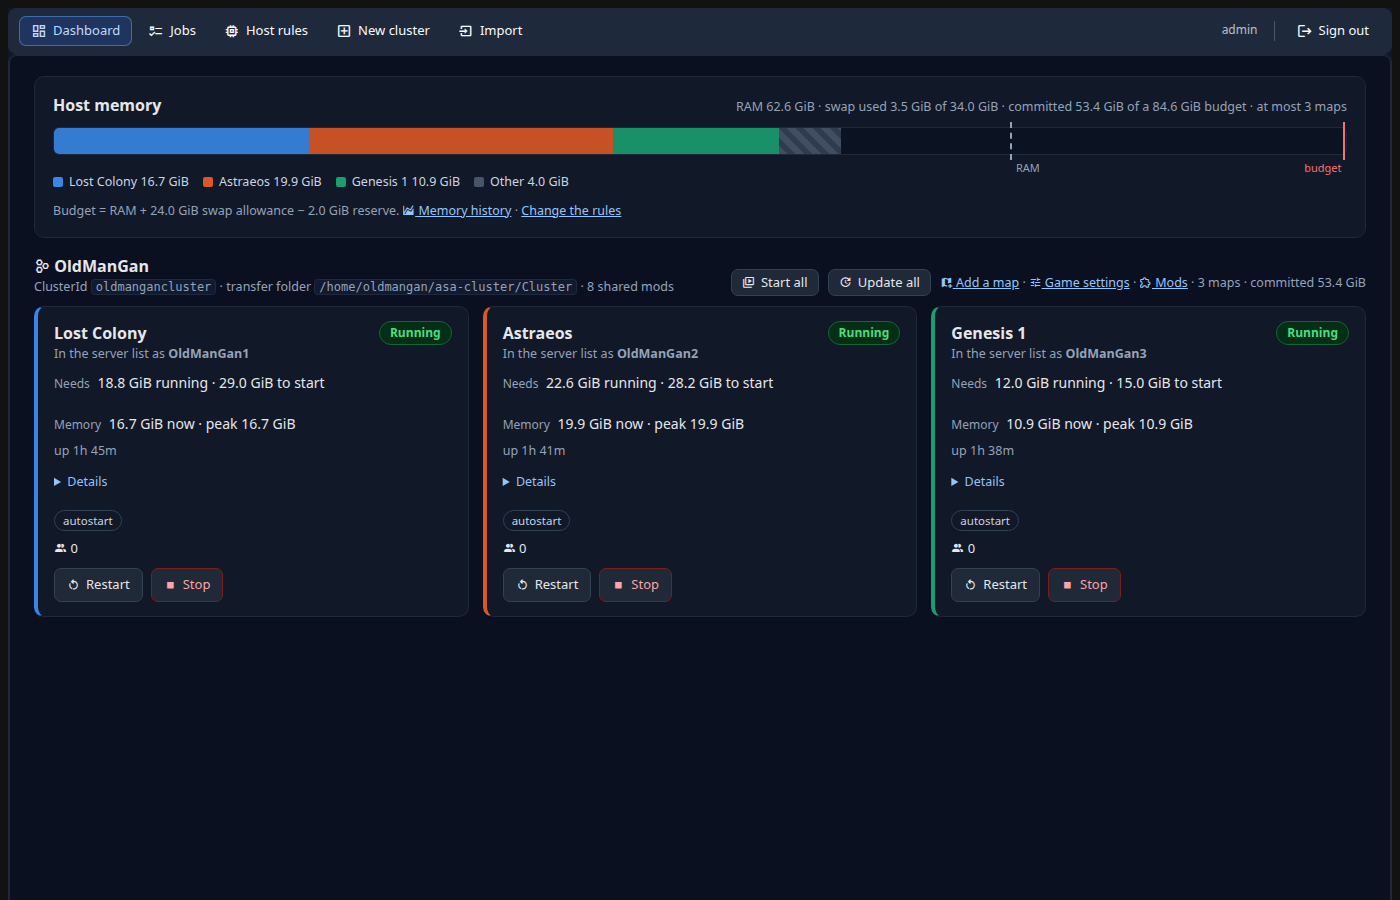 Dashboard Jobs Host rules New cluster Import admin Sign out
Host memory
RAM 62.6 GiB · swap used 3.5 GiB of 34.0 GiB · committed 53.4 GiB of a 84.6 GiB budget · at most 3 maps
RAM budget
Lost Colony 16.7 GiB Astraeos 19.9 GiB Genesis 1 10.9 GiB Other 4.0 GiB
Budget = RAM + 24.0 GiB swap allowance − 2.0 GiB reserve. Memory history · Change the rules
OldManGan
ClusterId oldmangancluster · transfer folder /home/oldmangan/asa-cluster/Cluster · 8 shared mods
Start all Update all Add a map · Game settings · Mods · 3 maps · committed 53.4 GiB
Lost Colony Running
In the server list as OldManGan1
Needs 18.8 GiB running · 29.0 GiB to start
Memory 16.7 GiB now · peak 16.7 GiB
up 1h 45m
Details
autostart
0
Restart Stop
Astraeos Running
In the server list as OldManGan2
Needs 22.6 GiB running · 28.2 GiB to start
Memory 19.9 GiB now · peak 19.9 GiB
up 1h 41m
Details
autostart
0
Restart Stop
Genesis 1 Running
In the server list as OldManGan3
Needs 12.0 GiB running · 15.0 GiB to start
Memory 10.9 GiB now · peak 10.9 GiB
up 1h 38m
Details
autostart
0
Restart Stop